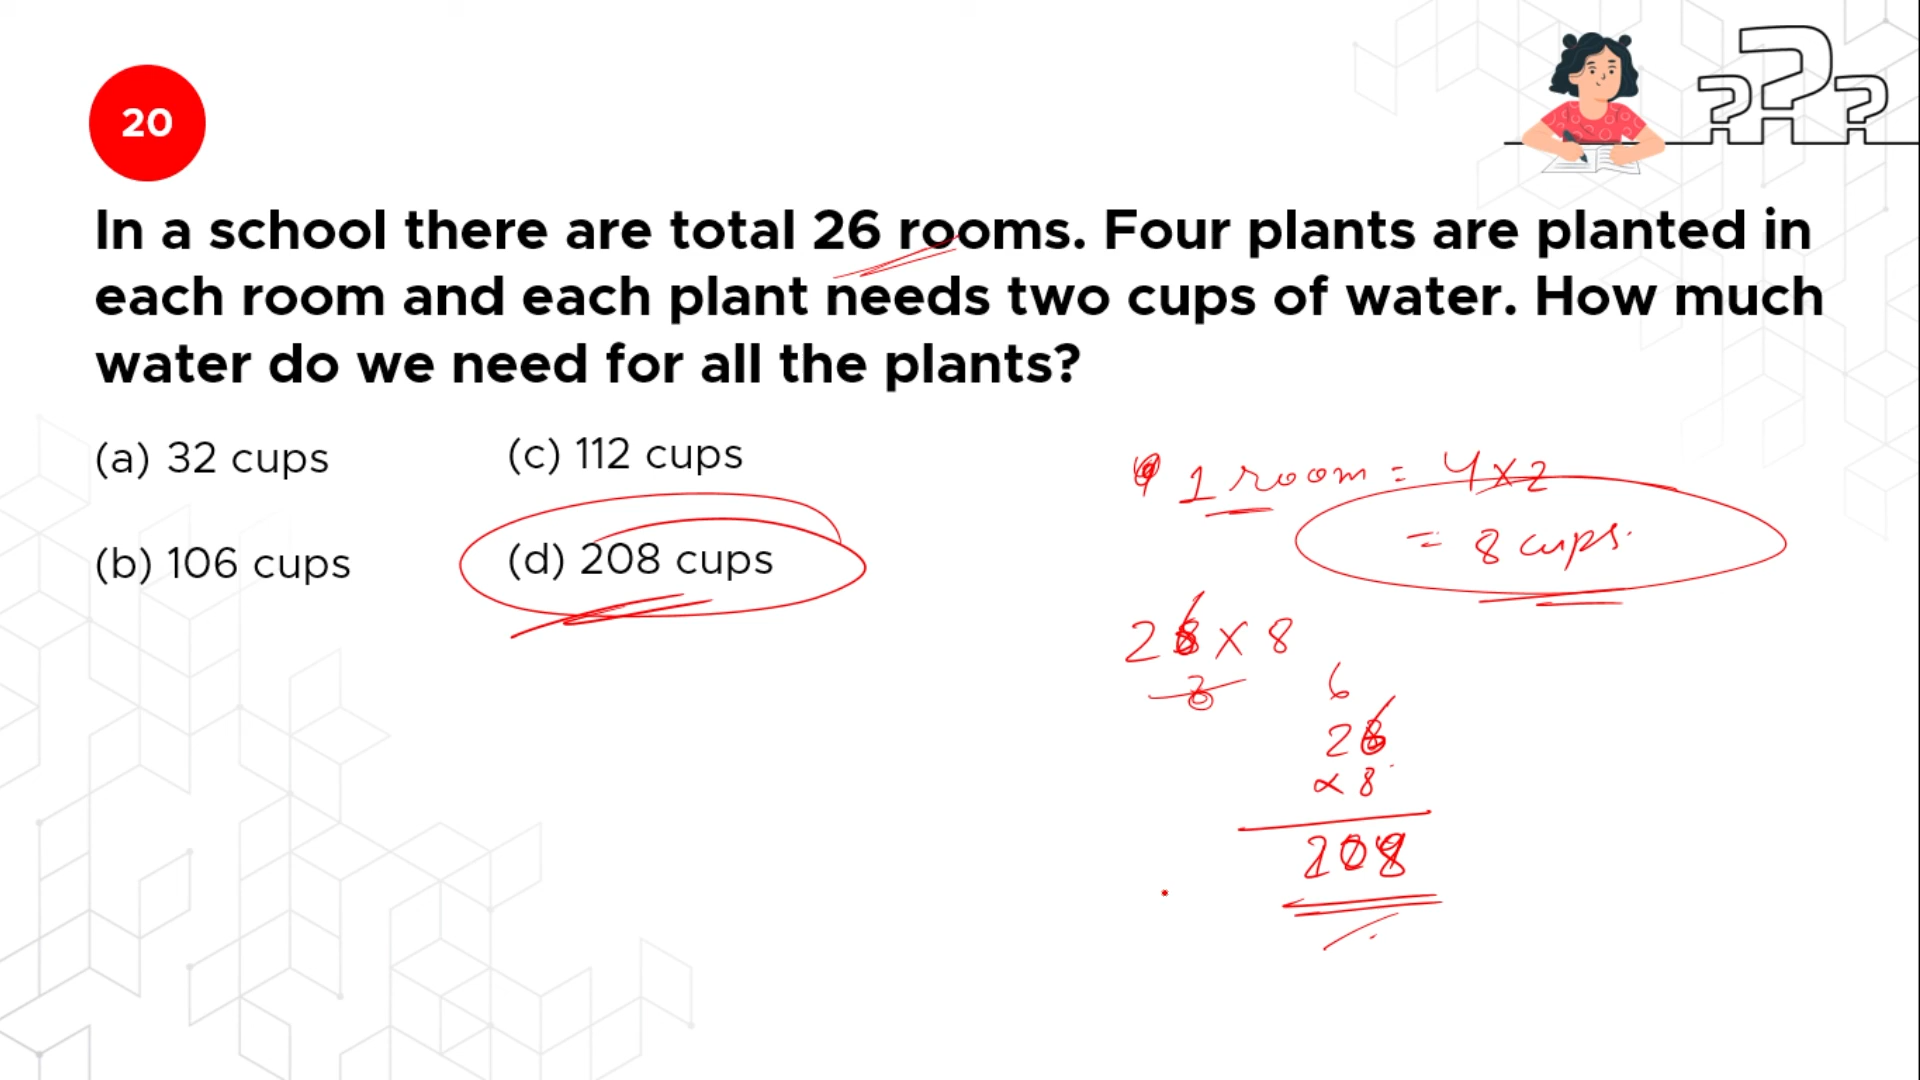 20
???
In a school there are total 26 rooms. Four plants are planted in
each room and each plant needs two cups of water. How much
water do we need for all the plants?
(a) 32 cups
(c) 112 cups
(b) 106 cups
(d) 208 cups
1 room = 4x2
= 8 cups.
26 x 8
6
26
x 8
208